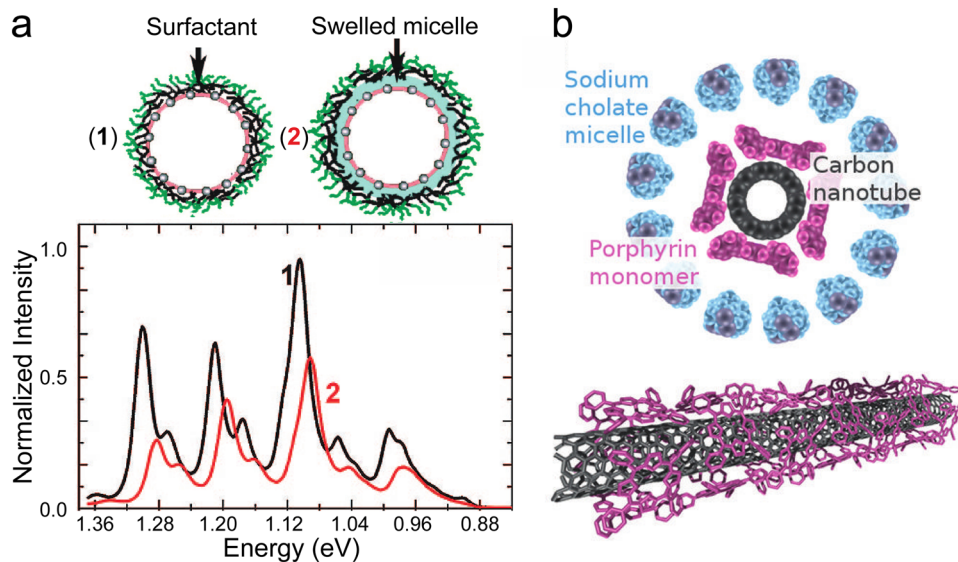 a
Surfactant
Swelled micelle
(1)
(2)
Normalized Intensity
1.0
0.5
0.0
1
2
1.36
1.28
1.20
1.12
1.04
0.96
0.88
Energy (eV)
b
Sodium
cholate
micelle
Carbon
nanotube
Porphyrin
monomer